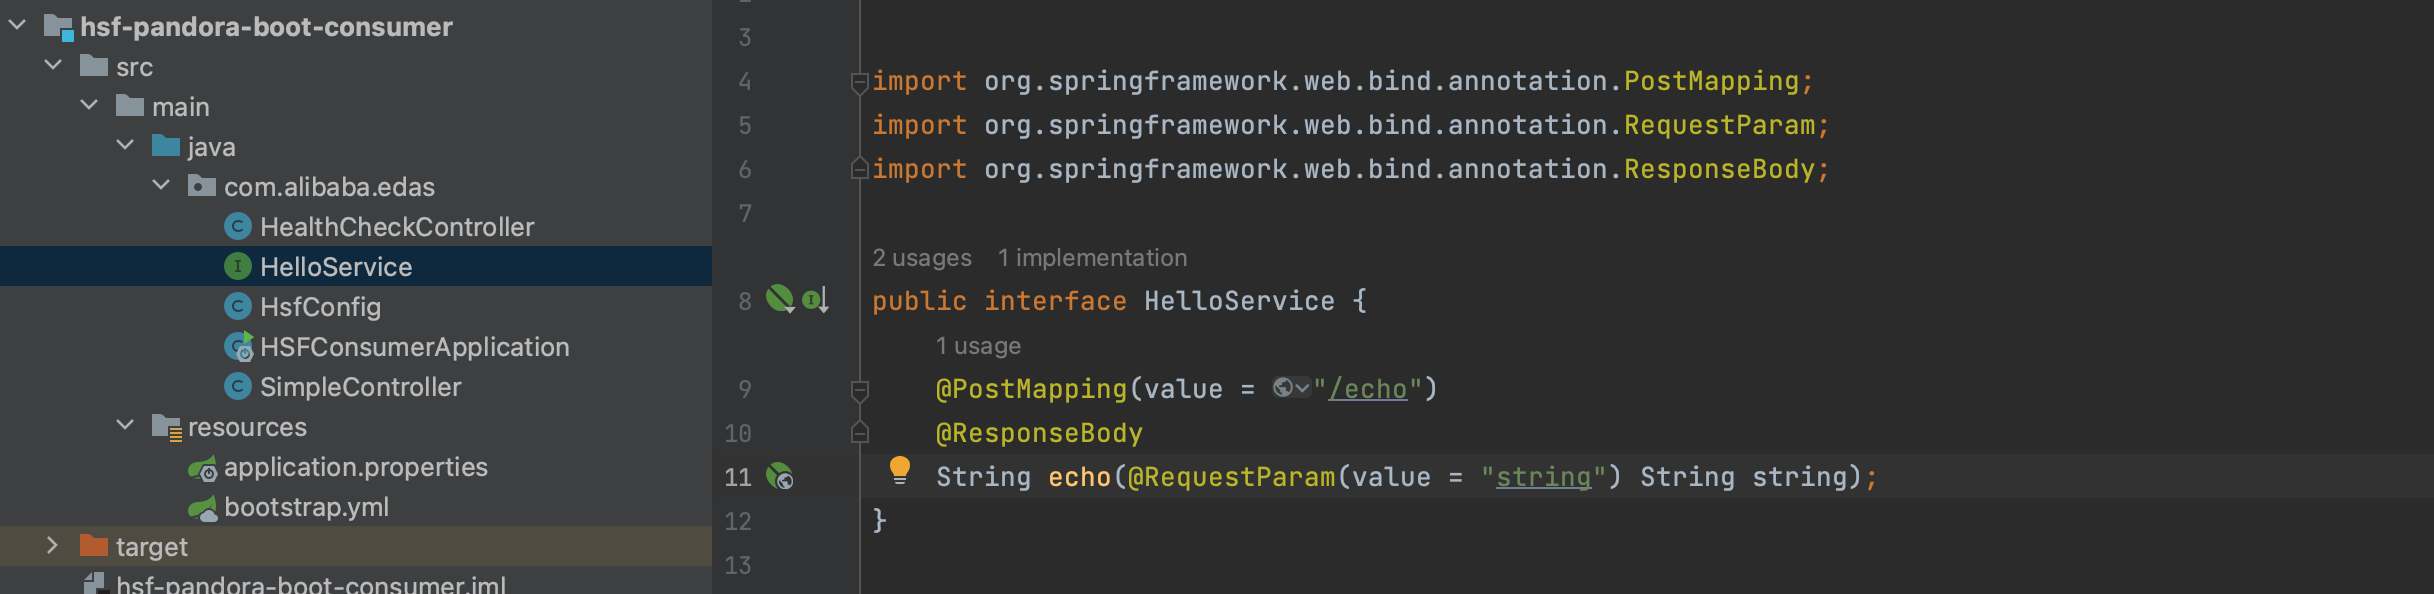 hsf-pandora-boot-consumer
src
main
java
com.alibaba.edas
HealthCheckController
HelloService
HsfConfig
HSFConsumerApplication
SimpleController
resources
application.properties
bootstrap.yml
target
hsf-pandora-boot-consumer.iml
3
4 import org.springframework.web.bind.annotation.PostMapping;
5 import org.springframework.web.bind.annotation.RequestParam;
6 import org.springframework.web.bind.annotation.ResponseBody;
7
2 usages 1 implementation
8 public interface HelloService {
1 usage
9 @PostMapping(value = "/echo")
10 @ResponseBody
11 String echo(@RequestParam(value = "string") String string);
12 }
13